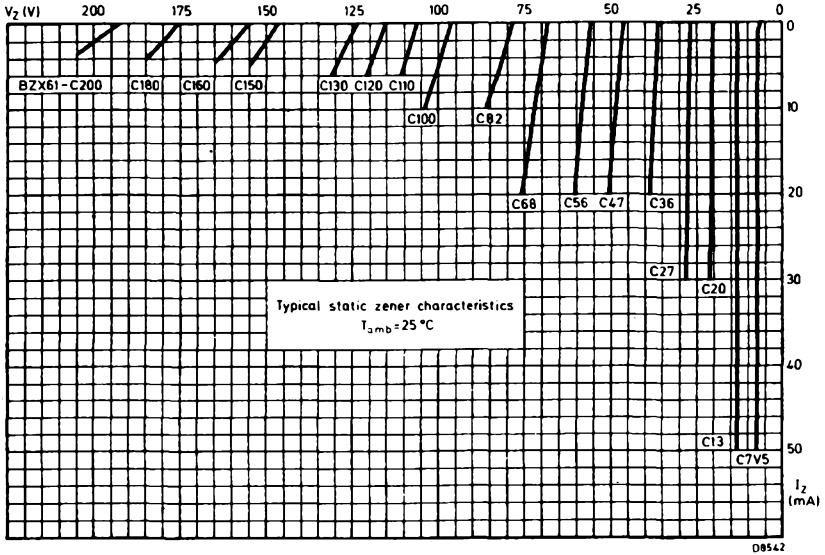 V_Z (V) 200 175 150 125 100 75 50 25 0
0
BZX61-C200 C180 C160 C150 C130 C120 C110
10
C100 C82
20
C68 C56 C47 C36
C27
30
C20
Typical static zener characteristics
T_amb=25°C
40
C13
50
C7V5
I_Z
(mA)
D8542